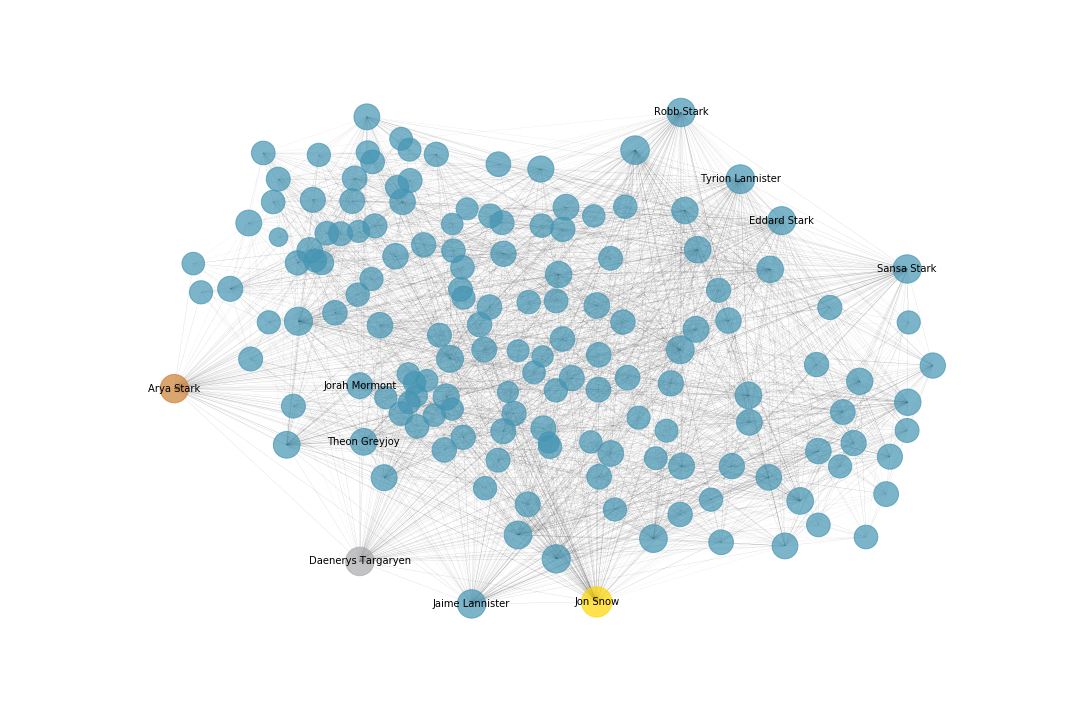 Robb Stark
Tyrion Lannister
Eddard Stark
Sansa Stark
Arya Stark
Jorah Mormont
Theon Greyjoy
Daenerys Targaryen
Jaime Lannister
Jon Snow